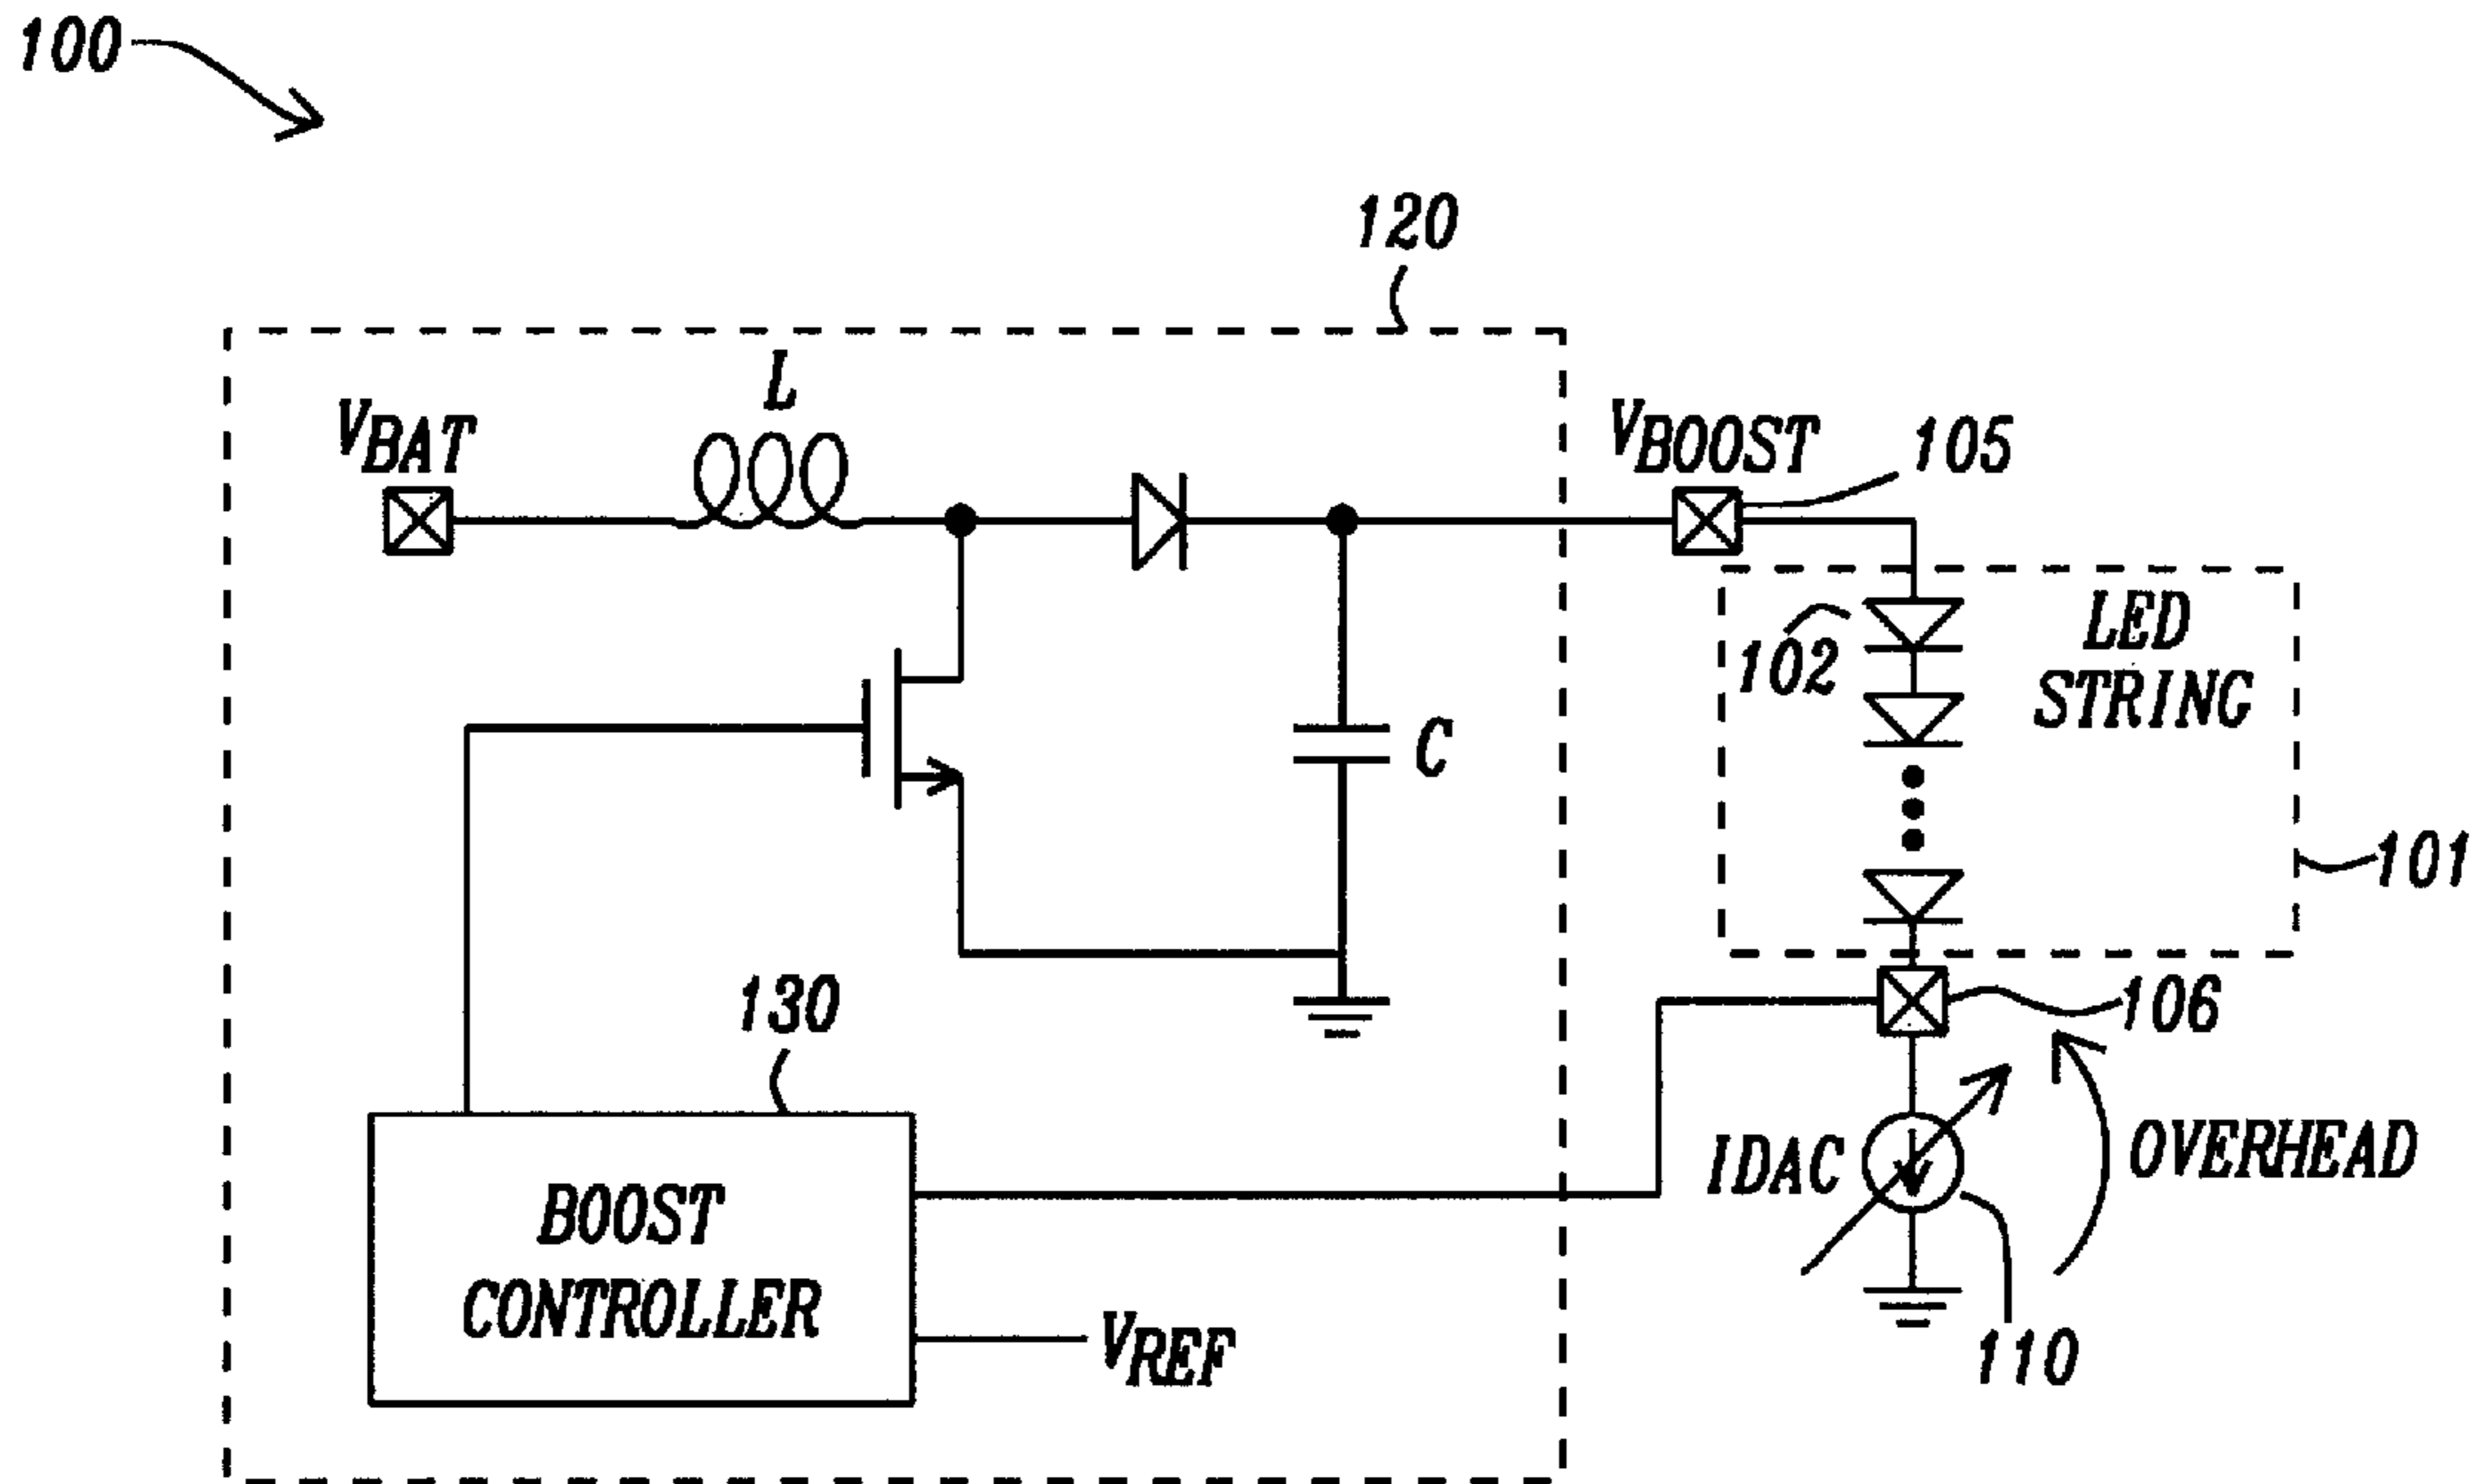 100
120
L
VBAT
VBOOST
105
102
LED
STRING
C
101
130
106
IDAC
OVERHEAD
BOOST
CONTROLLER
VREF
110